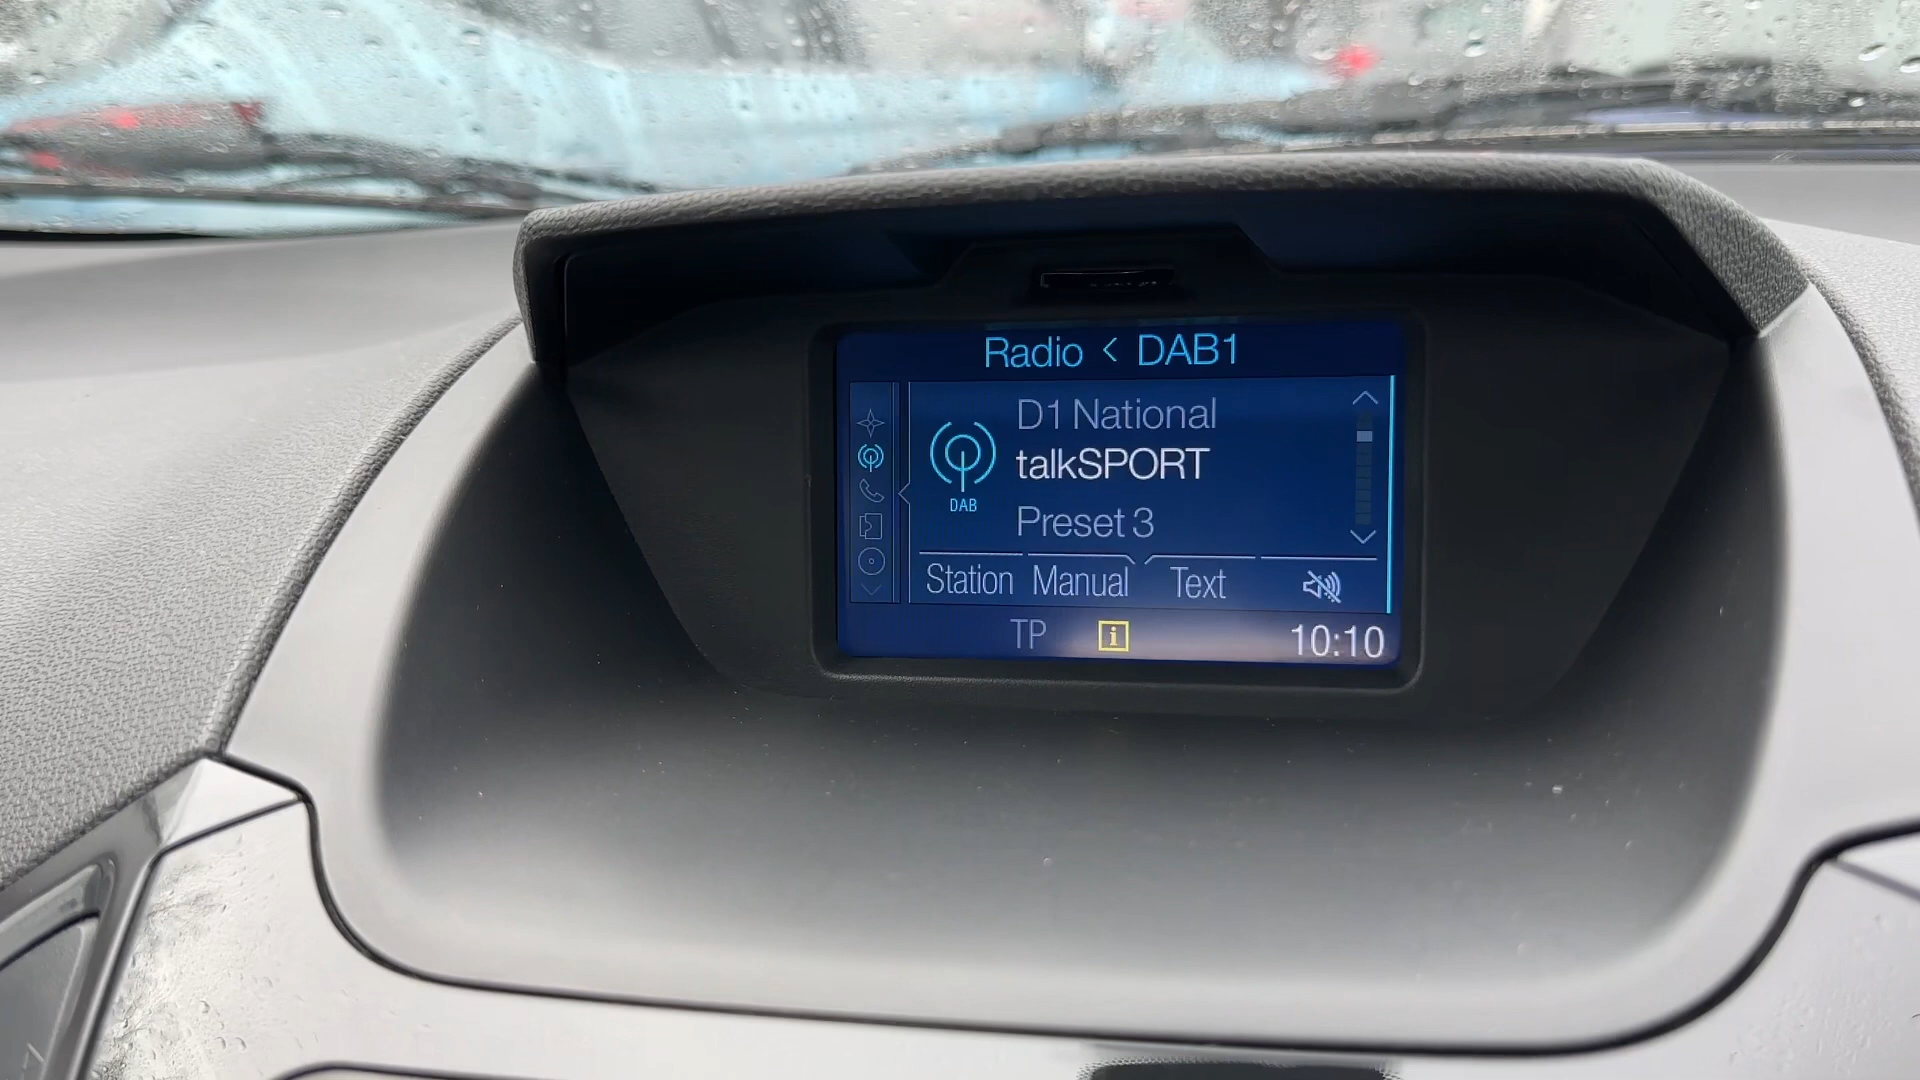 Radio < DAB1
D1 National
talkSPORT
DAB
Preset 3
Station Manual Text
TP i 10:10